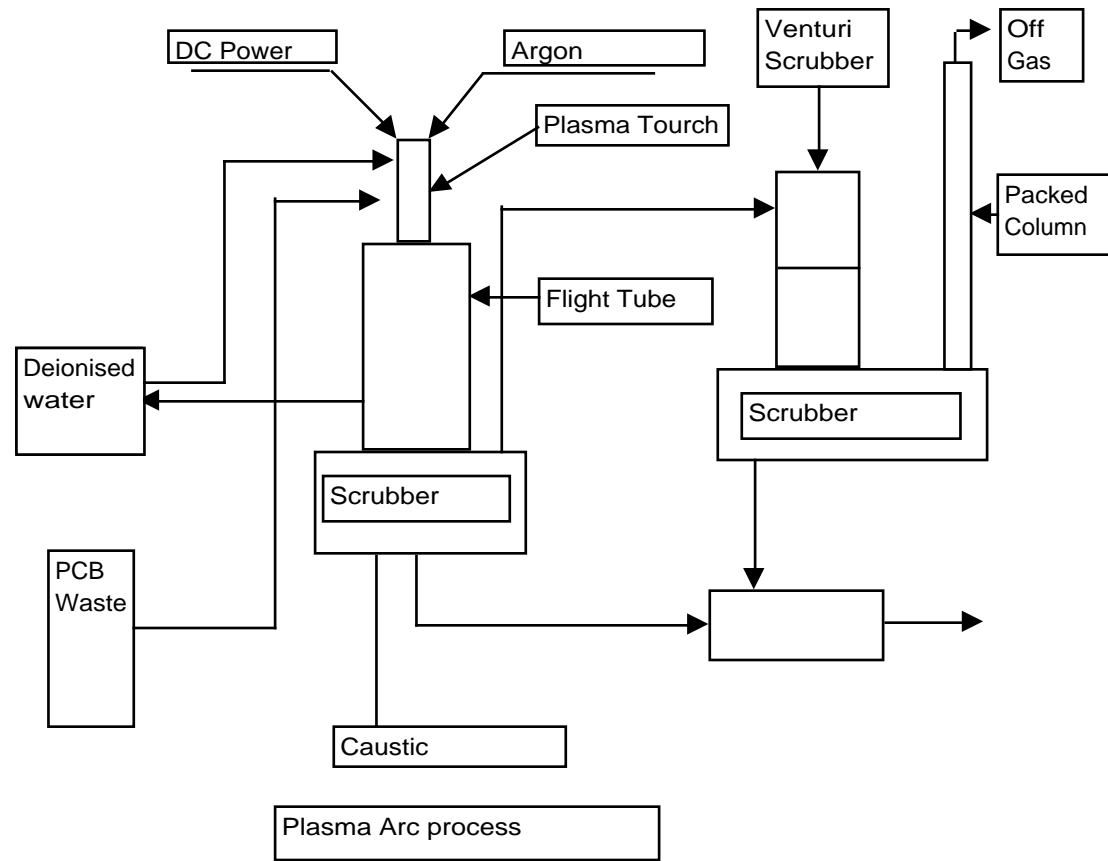 DC Power
Argon
Venturi
Scrubber
Off
Gas
Plasma Tourch
Packed
Column
Flight Tube
Deionised
water
Scrubber
Scrubber
PCB
Waste
Caustic
Plasma Arc process